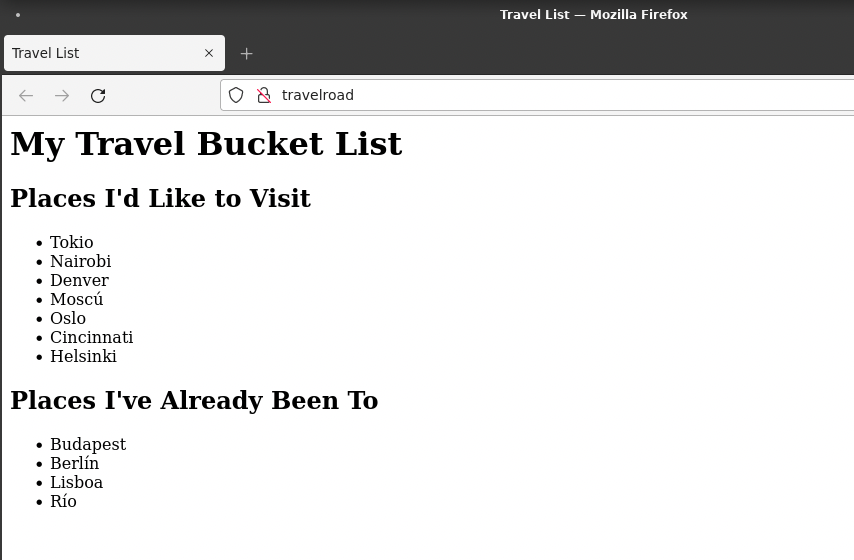 Travel List — Mozilla Firefox
Travel List
travelroad
My Travel Bucket List
Places I'd Like to Visit
Tokio
Nairobi
Denver
Moscú
Oslo
Cincinnati
Helsinki
Places I've Already Been To
Budapest
Berlín
Lisboa
Río